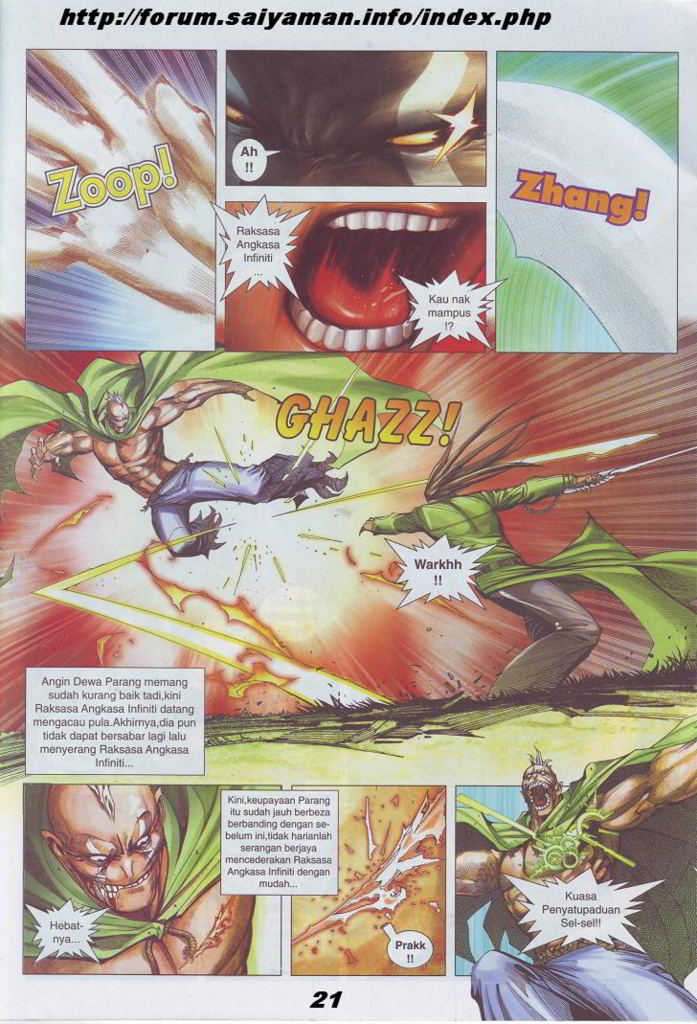 http://forum.saiyaman.info/index.php
Zoop!
Ah
!!
Raksasa
Angkasa
Infiniti
...
Kau nak
mampus
!?
Zhang!
GHAZZ!
Warkhh
!!
Angin Dewa Parang memang
sudah kurang baik tadi,kini
Raksasa Angkasa Infiniti datang
mengacau pula.Akhirnya,dia pun
tidak dapat bersabar lagi lalu
menyerang Raksasa Angkasa
Infiniti...
Hebat-
nya...
Kini,keupayaan Parang
itu sudah jauh berbeza
berbanding dengan se-
belum ini,tidak harianlah
serangan berjaya
mencederakan Raksasa
Angkasa Infiniti dengan
mudah...
Prakk
!!
Kuasa
Penyatupaduan
Sel-sel!!
21